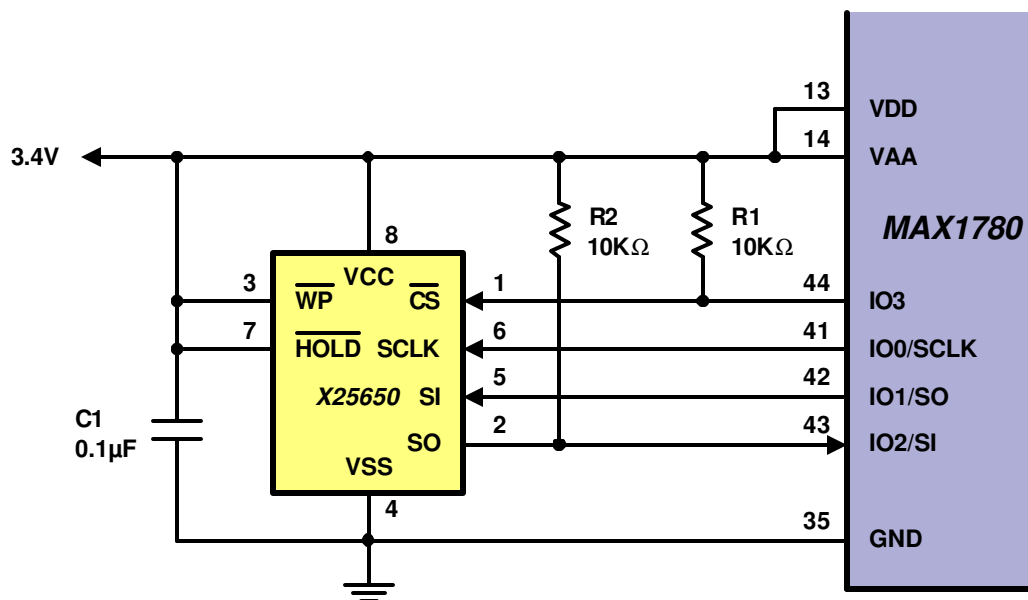 13
VDD
3.4V
14
VAA
R2
10KΩ
R1
10KΩ
MAX1780
8
VCC
3
WP
CS
1
44
IO3
7
HOLD
SCLK
6
41
IO0/SCLK
X25650
SI
5
42
IO1/SO
C1
0.1µF
SO
2
43
IO2/SI
VSS
4
35
GND